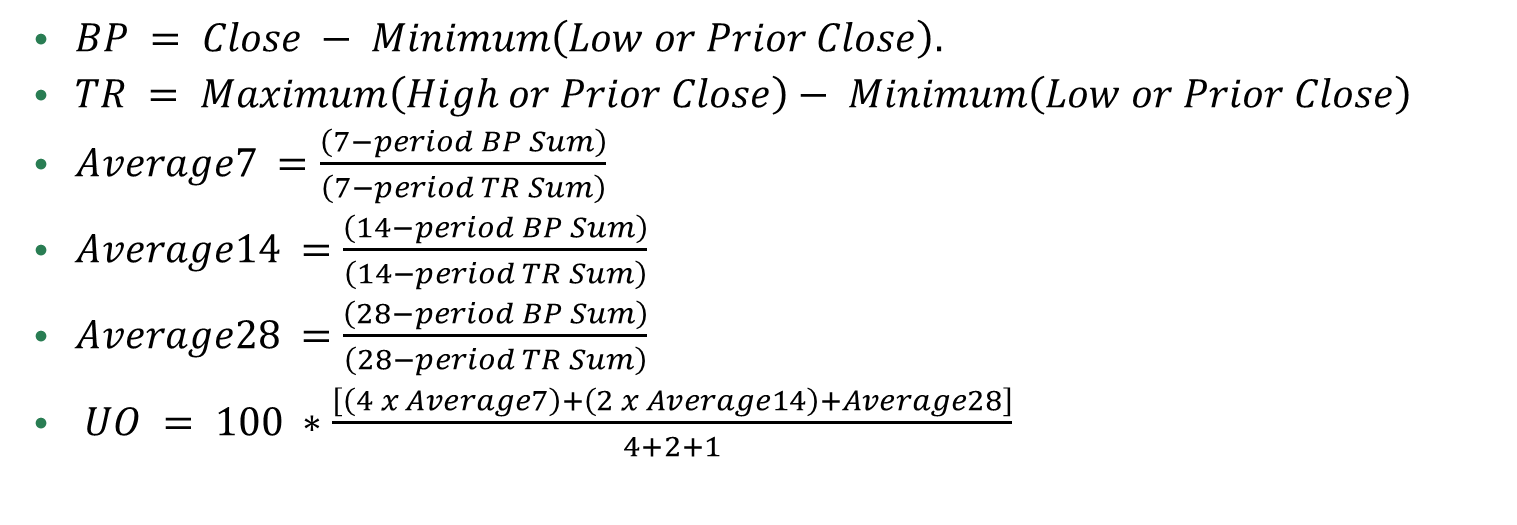 • BP = Close − Minimum(Low or Prior Close).
• TR = Maximum(High or Prior Close) − Minimum(Low or Prior Close)
• Average7 = (7−period BP Sum)
(7−period TR Sum)
• Average14 = (14−period BP Sum)
(14−period TR Sum)
• Average28 = (28−period BP Sum)
(28−period TR Sum)
• UO = 100 * [(4 x Average7)+(2 x Average14)+Average28]
4+2+1